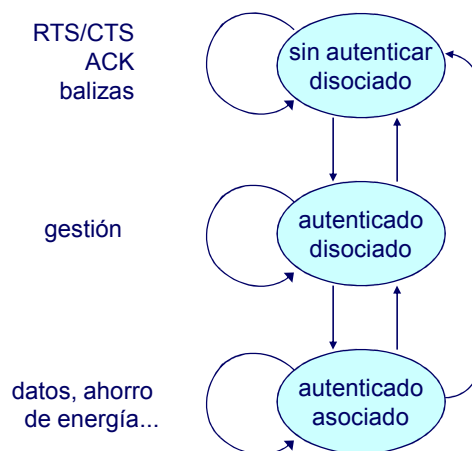 RTS/CTS
ACK
balizas
sin autenticar
disociado
gestión
autenticado
disociado
datos, ahorro
de energía...
autenticado
asociado